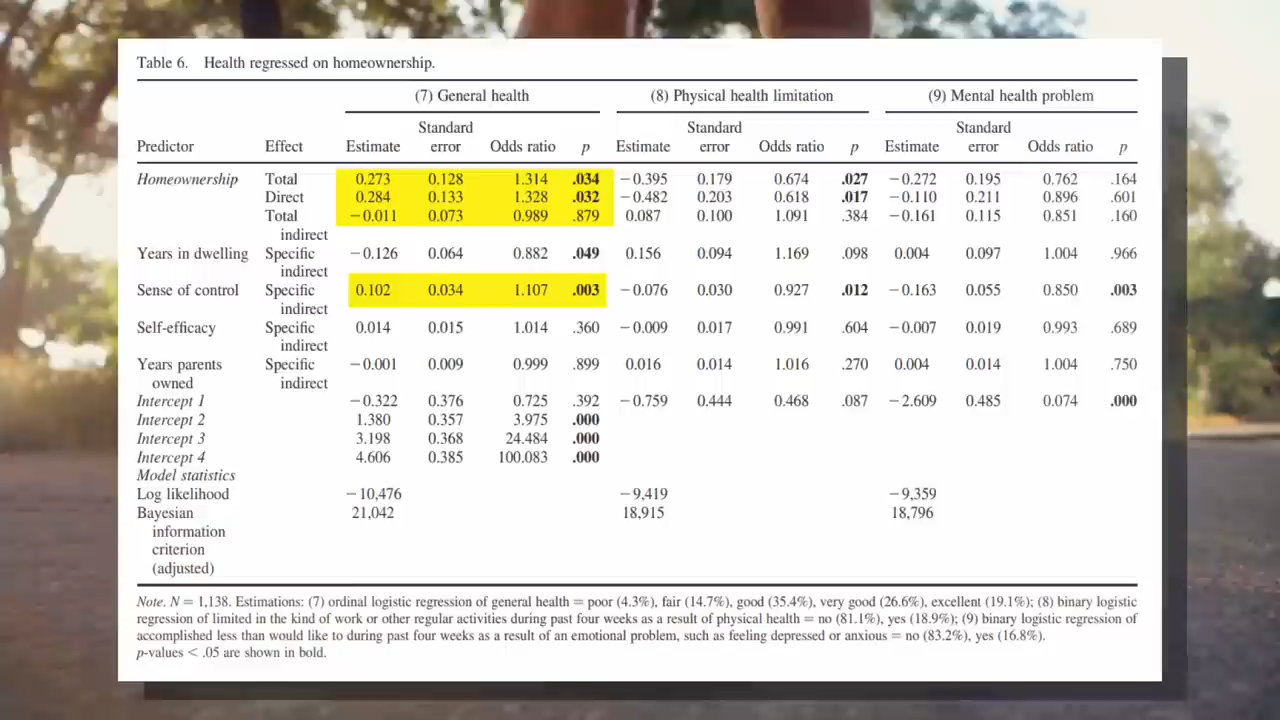 Table 6. Health regressed on homeownership.
(7) General health (8) Physical health limitation (9) Mental health problem
Standard Standard Standard
Predictor Effect Estimate error Odds ratio p Estimate error Odds ratio p Estimate error Odds ratio p
Homeownership Total 0.273 0.128 1.314 .034 −0.395 0.179 0.674 .027 −0.272 0.195 0.762 .164
Direct 0.284 0.133 1.328 .032 −0.482 0.203 0.618 .017 −0.110 0.211 0.896 .601
Total −0.011 0.073 0.989 .879 0.087 0.100 1.091 .384 −0.161 0.115 0.851 .160
indirect
Years in dwelling Specific −0.126 0.064 0.882 .049 0.156 0.094 1.169 .098 0.004 0.097 1.004 .966
indirect
Sense of control Specific 0.102 0.034 1.107 .003 −0.076 0.030 0.927 .012 −0.163 0.055 0.850 .003
indirect
Self-efficacy Specific 0.014 0.015 1.014 .360 −0.009 0.017 0.991 .604 −0.007 0.019 0.993 .689
indirect
Years parents Specific −0.001 0.009 0.999 .899 0.016 0.014 1.016 .270 0.004 0.014 1.004 .750
owned indirect
Intercept 1 −0.322 0.376 0.725 .392 −0.759 0.444 0.468 .087 −2.609 0.485 0.074 .000
Intercept 2 1.380 0.357 3.975 .000
Intercept 3 3.198 0.368 24.484 .000
Intercept 4 4.606 0.385 100.083 .000
Model statistics
Log likelihood −10,476 −9,419 −9,359
Bayesian 21,042 18,915 18,796
information
criterion
(adjusted)
Note. N = 1,138. Estimations: (7) ordinal logistic regression of general health = poor (4.3%), fair (14.7%), good (35.4%), very good (26.6%), excellent (19.1%); (8) binary logistic
regression of limited in the kind of work or other regular activities during past four weeks as a result of physical health = no (81.1%), yes (18.9%); (9) binary logistic regression of
accomplished less than would like to during past four weeks as a result of an emotional problem, such as feeling depressed or anxious = no (83.2%), yes (16.8%).
p-values < .05 are shown in bold.